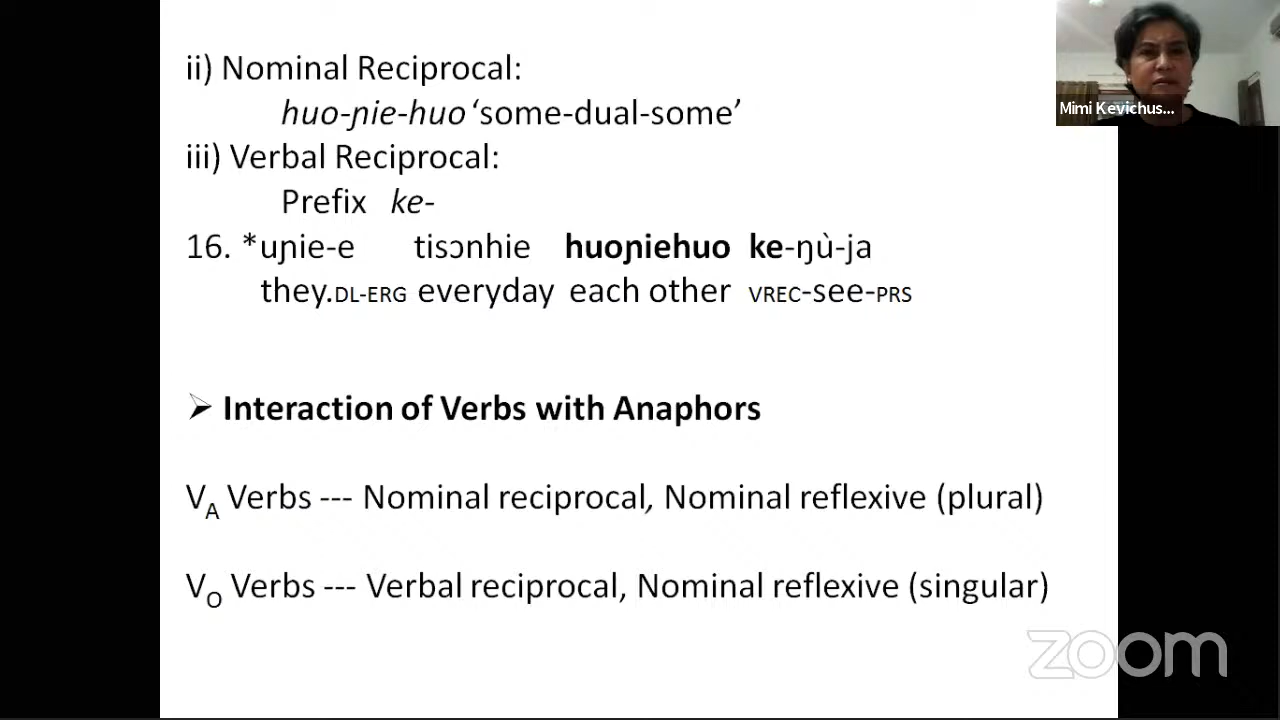 ii) Nominal Reciprocal:
huo-ɲie-huo ‘some-dual-some’
iii) Verbal Reciprocal:
Prefix ke-
16. *uɲie-e tisɔnhie huoɲiehuo ke-ŋù-ja
they.DL-ERG everyday each other VREC-see-PRS
➢ Interaction of Verbs with Anaphors
VA Verbs --- Nominal reciprocal, Nominal reflexive (plural)
VO Verbs --- Verbal reciprocal, Nominal reflexive (singular)
Mimi Kevichus...
zoom